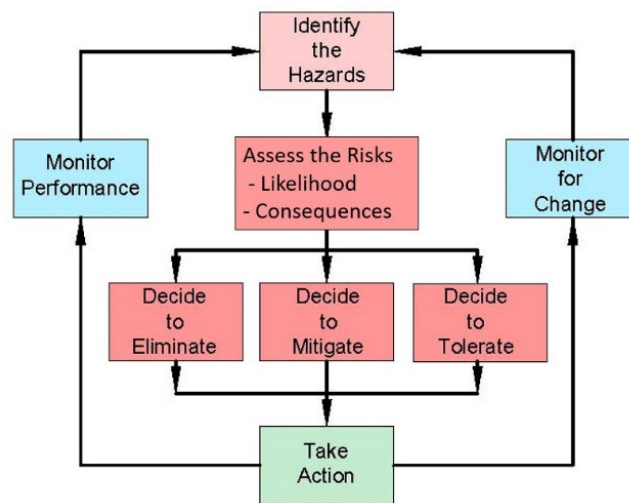 Identify
the
Hazards
Assess the Risks
- Likelihood
- Consequences
Monitor
Performance
Monitor
for
Change
Decide
to
Eliminate
Decide
to
Mitigate
Decide
to
Tolerate
Take
Action